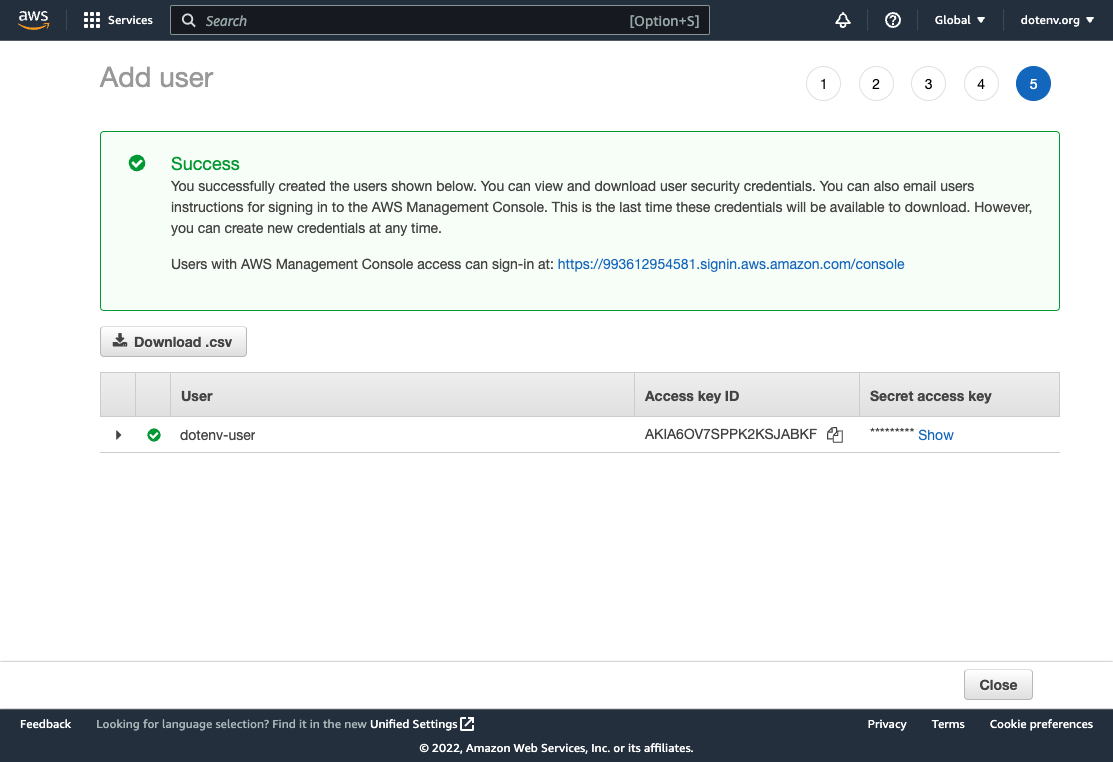 aws Services Search [Option+S] Global dotenv.org
Add user
1 2 3 4 5
Success
You successfully created the users shown below. You can view and download user security credentials. You can also email users
instructions for signing in to the AWS Management Console. This is the last time these credentials will be available to download. However,
you can create new credentials at any time.
Users with AWS Management Console access can sign-in at: https://993612954581.signin.aws.amazon.com/console
Download .csv
User Access key ID Secret access key
dotenv-user AKIA6OV7SPPK2KSJABKF ********* Show
Close
Feedback Looking for language selection? Find it in the new Unified Settings Privacy Terms Cookie preferences
© 2022, Amazon Web Services, Inc. or its affiliates.